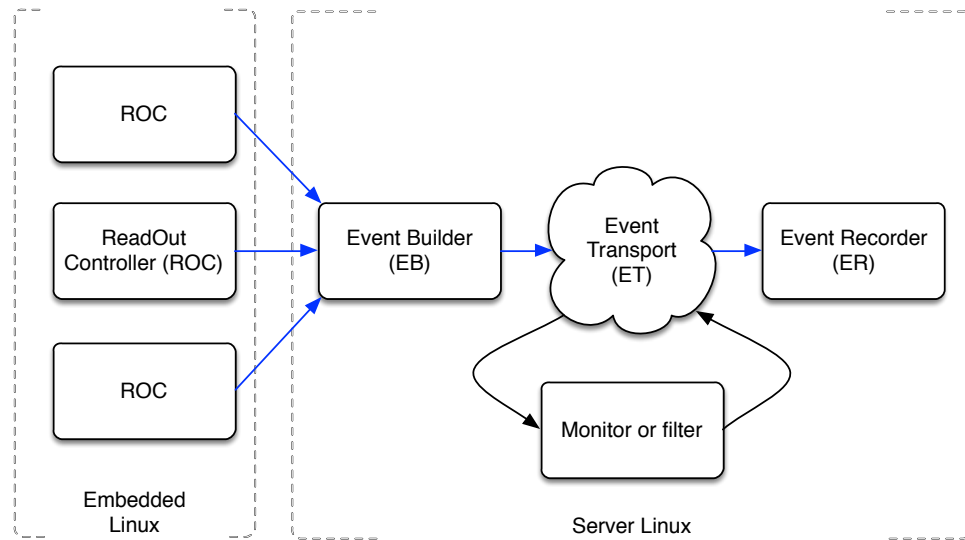 ROC
ReadOut
Controller (ROC)
ROC
Embedded
Linux
Event Builder
(EB)
Event
Transport
(ET)
Event Recorder
(ER)
Monitor or filter
Server Linux